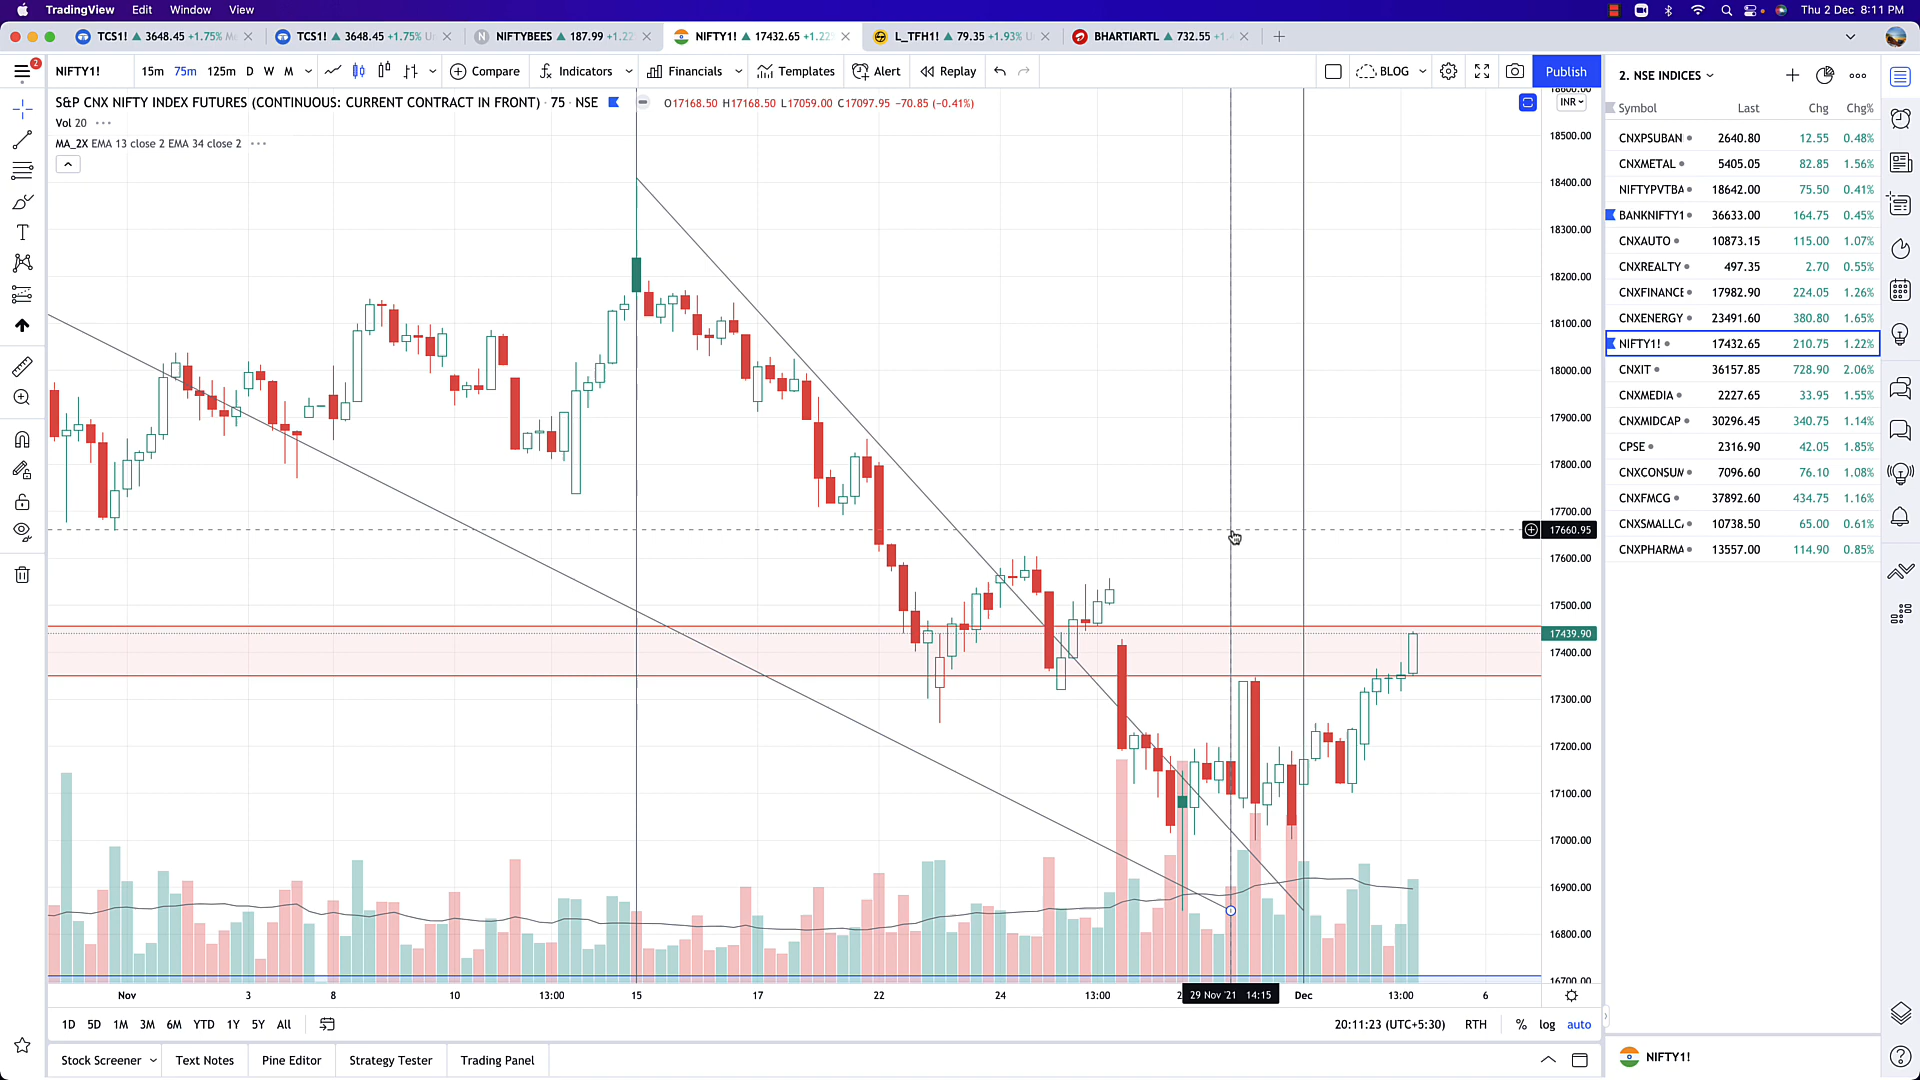 TradingView Edit Window View
Thu 2 Dec 8:11 PM
TCS1! ▲ 3648.45 +1.75%
TCS1! ▲ 3648.45 +1.75%
NIFTYBEES ▲ 187.99 +1.22
NIFTY1! ▲ 17432.65 +1.22
L_TFH1! ▲ 79.35 +1.93%
BHARTIARTL ▲ 732.55 +1
2
NIFTY1! 15m 75m 125m D W M Compare Indicators Financials Templates Alert Replay BLOG Publish
S&P CNX NIFTY INDEX FUTURES (CONTINUOUS: CURRENT CONTRACT IN FRONT) · 75 · NSE
O17168.50 H17168.50 L17059.00 C17097.95 -70.85 (-0.41%)
INR
Vol 20
MA_2X EMA 13 close 2 EMA 34 close 2
18600.00
18500.00
18400.00
18300.00
18200.00
18100.00
18000.00
17900.00
17800.00
17700.00
17660.95
17600.00
17500.00
17439.90
17400.00
17300.00
17200.00
17100.00
17000.00
16900.00
16800.00
16700.00
Nov 3 8 10 13:00 15 17 22 24 13:00 29 Nov '21 14:15 Dec 13:00 6
1D 5D 1M 3M 6M YTD 1Y 5Y All
20:11:23 (UTC+5:30) RTH % log auto
Stock Screener Text Notes Pine Editor Strategy Tester Trading Panel
2. NSE INDICES
Symbol Last Chg Chg%
CNXPSUBAN 2640.80 12.55 0.48%
CNXMETAL 5405.05 82.85 1.56%
NIFTYPVTBA 18642.00 75.50 0.41%
BANKNIFTY1 36633.00 164.75 0.45%
CNXAUTO 10873.15 115.00 1.07%
CNXREALTY 497.35 2.70 0.55%
CNXFINANCE 17982.90 224.05 1.26%
CNXENERGY 23491.60 380.80 1.65%
NIFTY1! 17432.65 210.75 1.22%
CNXIT 36157.85 728.90 2.06%
CNXMEDIA 2227.65 33.95 1.55%
CNXMIDCAP 30296.45 340.75 1.14%
CPSE 2316.90 42.05 1.85%
CNXCONSUM 7096.60 76.10 1.08%
CNXFMCG 37892.60 434.75 1.16%
CNXSMALLC 10738.50 65.00 0.61%
CNXPHARMA 13557.00 114.90 0.85%
NIFTY1!